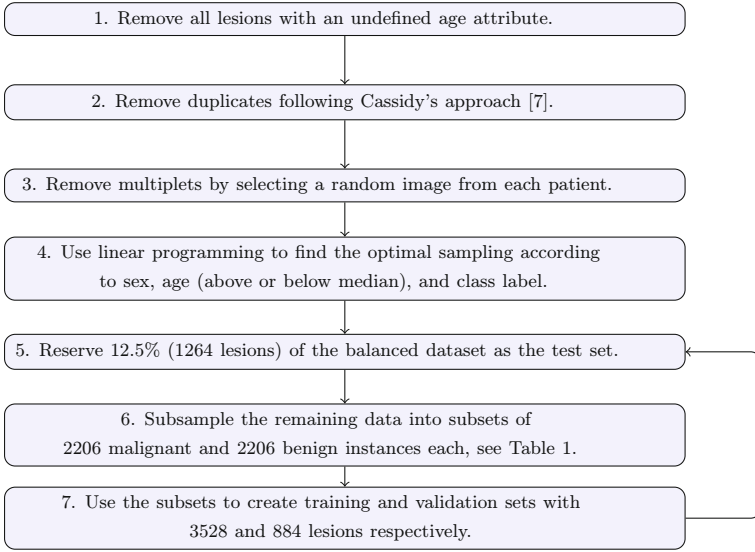 1. Remove all lesions with an undefined age attribute.
2. Remove duplicates following Cassidy's approach [7].
3. Remove multiplets by selecting a random image from each patient.
4. Use linear programming to find the optimal sampling according
to sex, age (above or below median), and class label.
5. Reserve 12.5% (1264 lesions) of the balanced dataset as the test set.
6. Subsample the remaining data into subsets of
2206 malignant and 2206 benign instances each, see Table 1.
7. Use the subsets to create training and validation sets with
3528 and 884 lesions respectively.